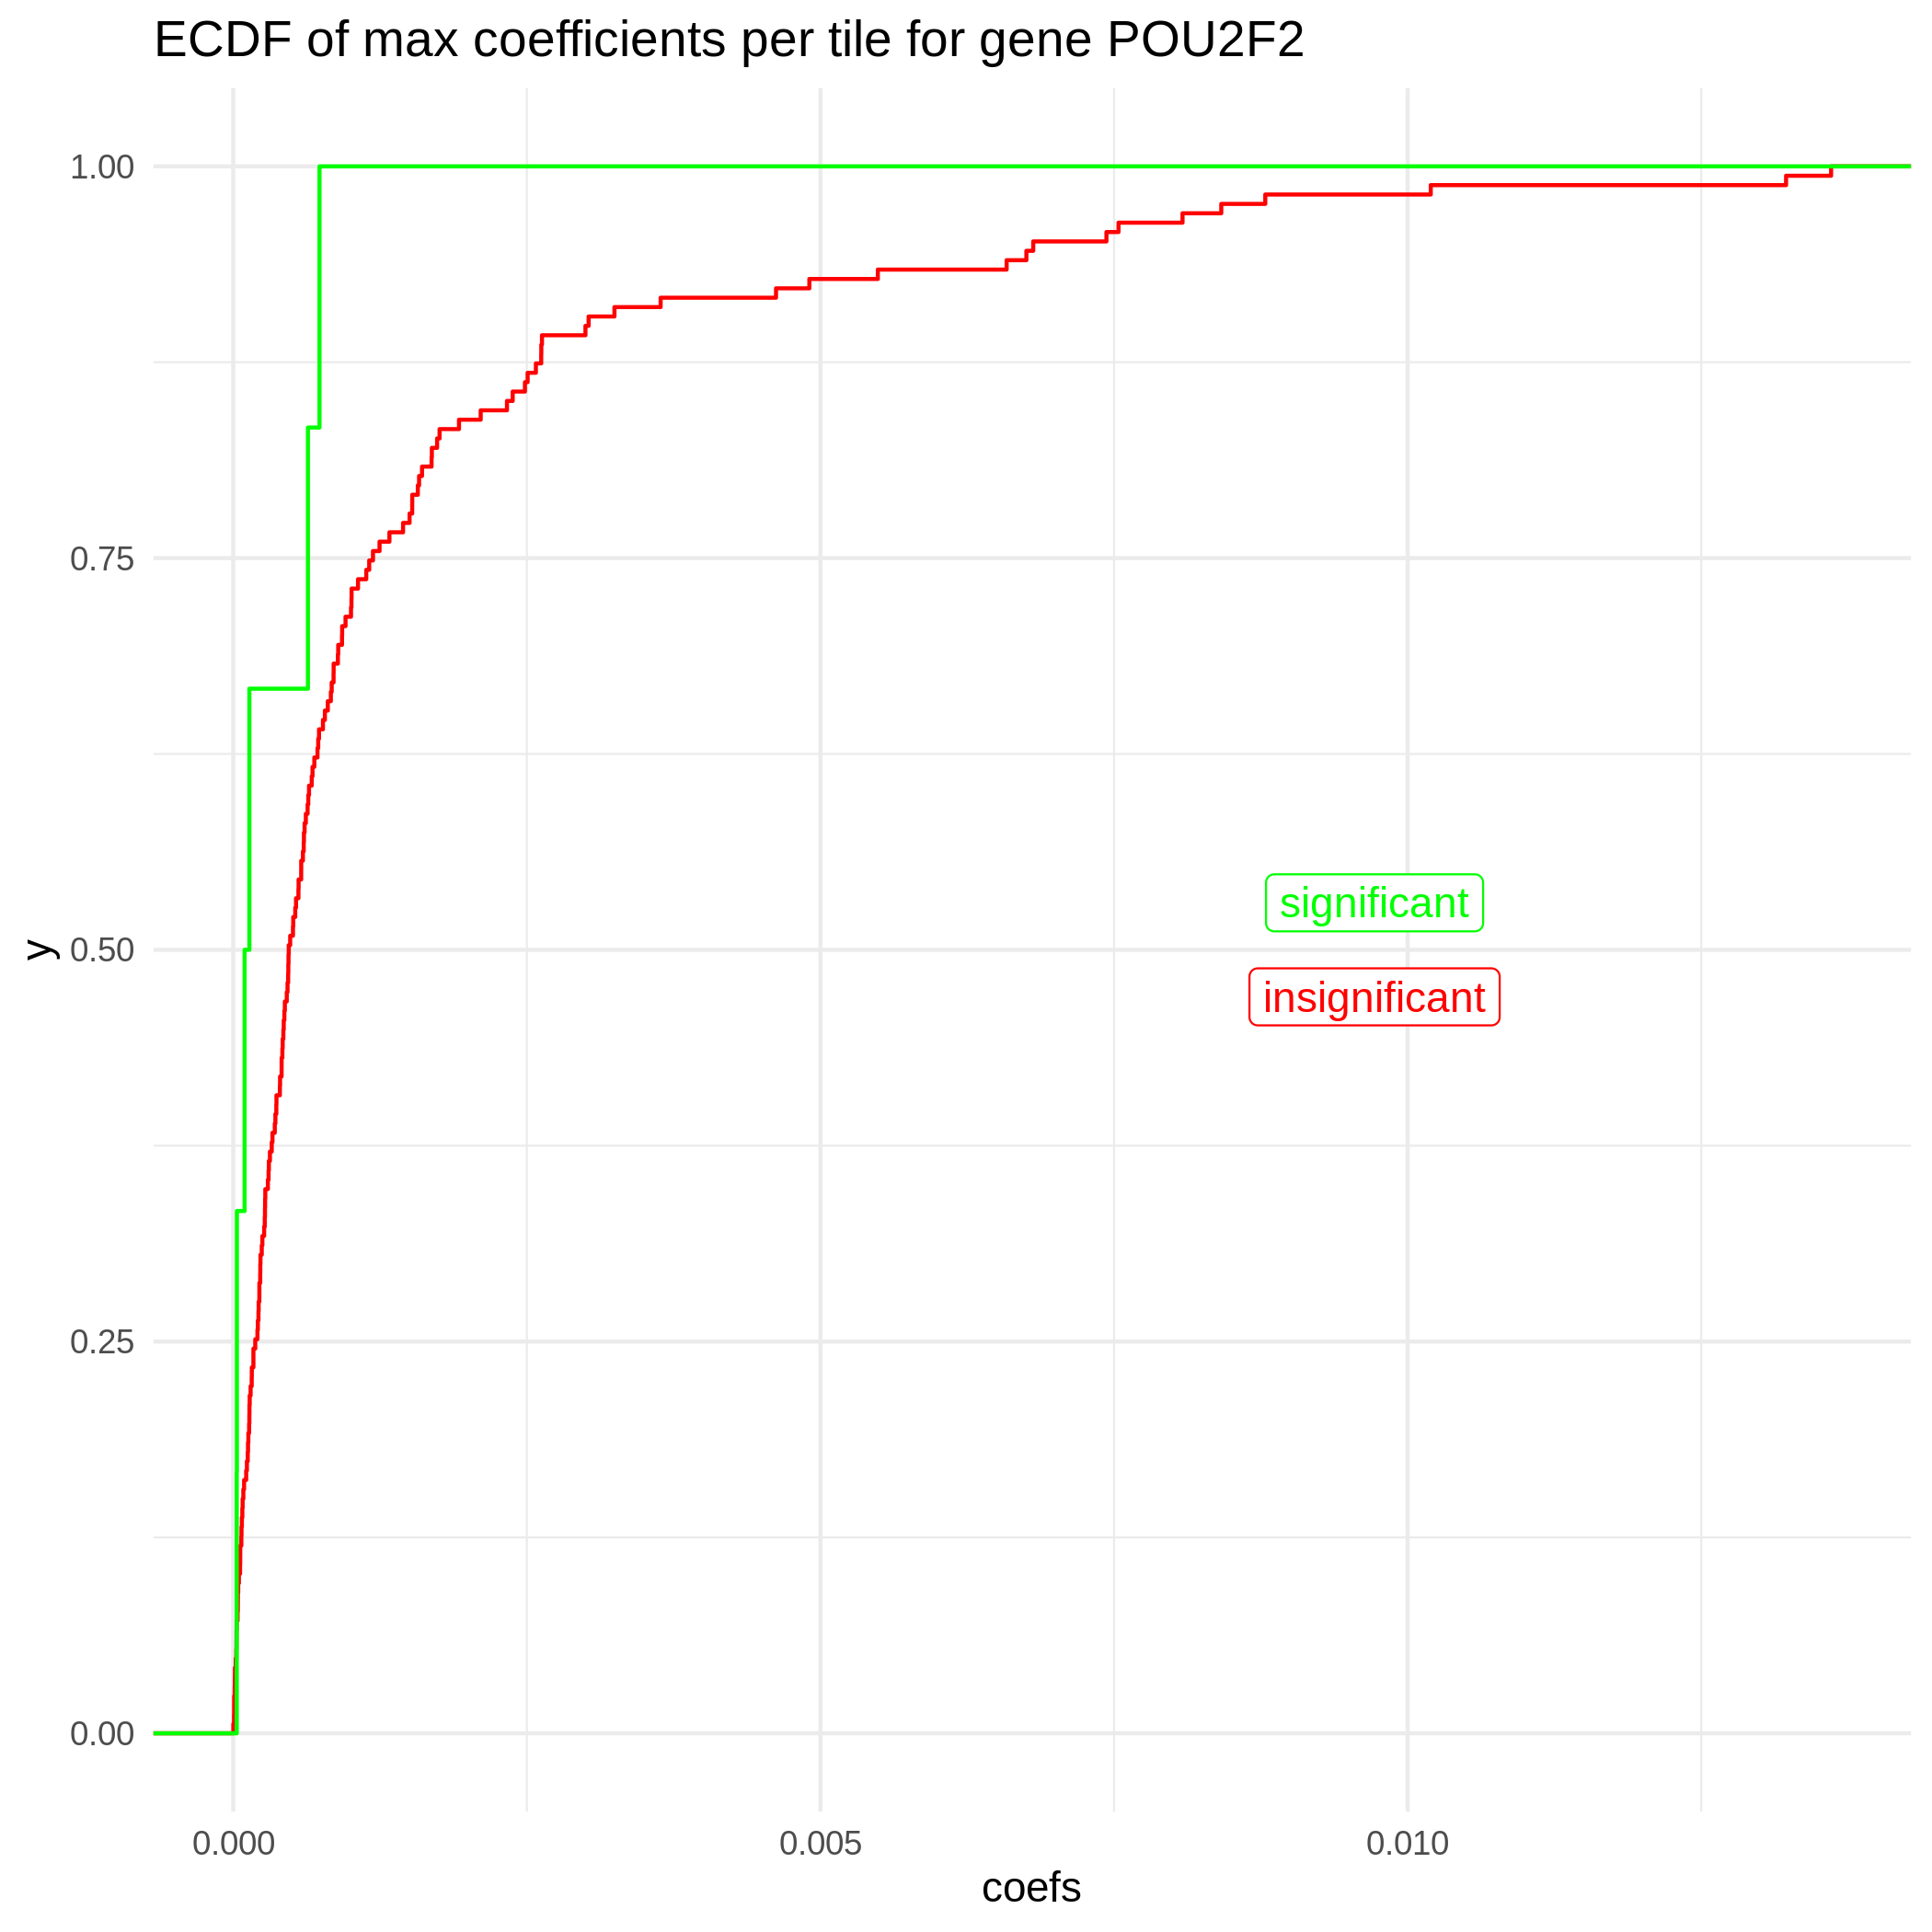 ECDF of max coefficients per tile for gene POU2F2
1.00
0.75
0.50
0.25
0.00
y
significant
insignificant
0.000 0.005 0.010
coefs